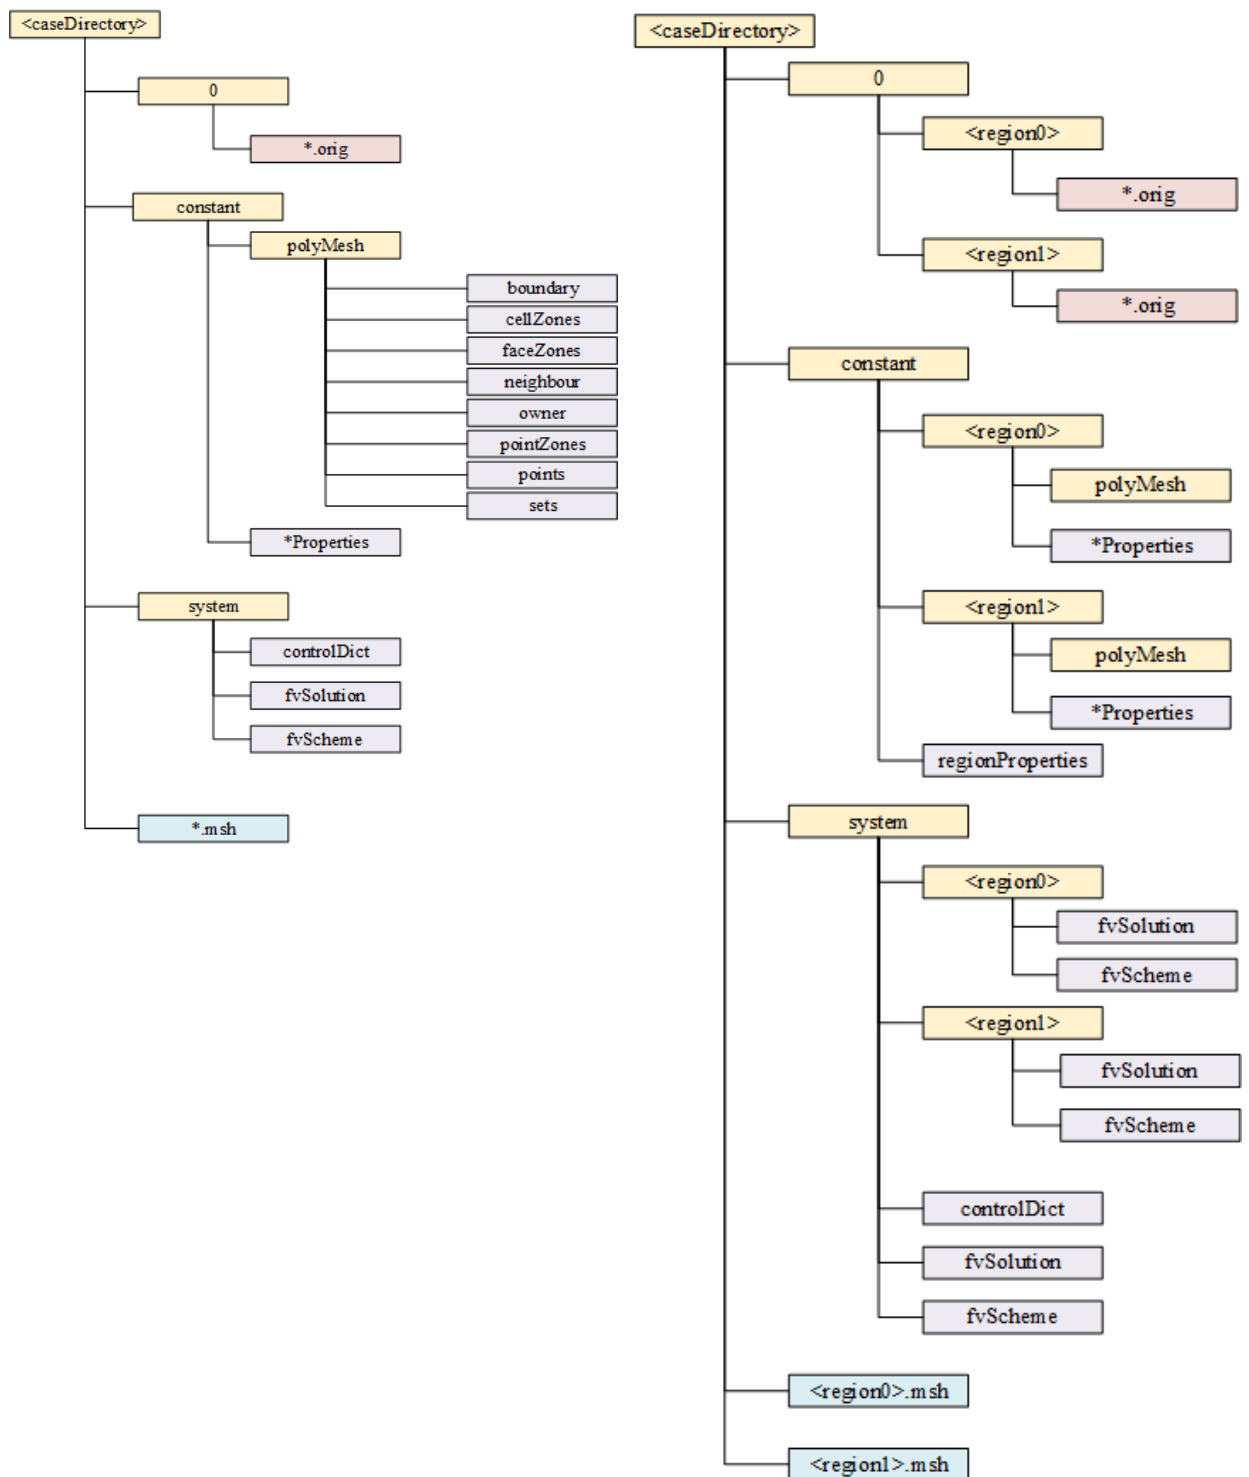 <caseDirectory>
0
*.orig
constant
polyMesh
boundary
cellZones
faceZones
neighbour
owner
pointZones
points
sets
*Properties
system
controlDict
fvSolution
fvScheme
*.msh
<caseDirectory>
0
<region0>
*.orig
<region1>
*.orig
constant
<region0>
polyMesh
*Properties
<region1>
polyMesh
*Properties
regionProperties
system
<region0>
fvSolution
fvScheme
<region1>
fvSolution
fvScheme
controlDict
fvSolution
fvScheme
<region0>.msh
<region1>.msh